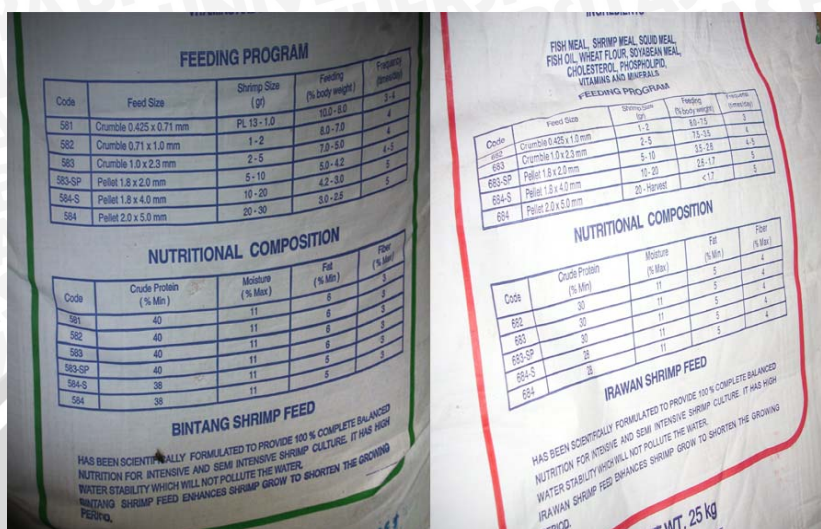 FEEDING PROGRAM
Code Feed Size Shrimp Size (gr) Feeding (% body weight) Frequency (times/day)
581 Crumble 0.425 x 0.71 mm PL 13 - 1.0 10.0 - 8.0 3 - 4
582 Crumble 0.71 x 1.0 mm 1 - 2 8.0 - 7.0 4
583 Crumble 1.0 x 2.3 mm 2 - 5 7.0 - 5.0 4
583-SP Pellet 1.8 x 2.0 mm 5 - 10 5.0 - 4.2 4 - 5
584-S Pellet 1.8 x 4.0 mm 10 - 20 4.2 - 3.0 5
584 Pellet 2.0 x 5.0 mm 20 - 30 3.0 - 2.5 5
NUTRITIONAL COMPOSITION
Code Crude Protein (% Min) Moisture (% Max) Fat (% Min) Fiber (% Max)
581 40 11 6 3
582 40 11 6 3
583 40 11 6 3
583-SP 40 11 6 3
584-S 38 11 5 3
584 38 11 5 3
BINTANG SHRIMP FEED
HAS BEEN SCIENTIFICALLY FORMULATED TO PROVIDE 100 % COMPLETE BALANCED
NUTRITION FOR INTENSIVE AND SEMI INTENSIVE SHRIMP CULTURE. IT HAS HIGH
WATER STABILITY WHICH WILL NOT POLLUTE THE WATER.
BINTANG SHRIMP FEED ENHANCES SHRIMP GROW TO SHORTEN THE GROWING
PERIOD.
INGREDIENTS
FISH MEAL, SHRIMP MEAL, SQUID MEAL,
FISH OIL, WHEAT FLOUR, SOYABEAN MEAL,
CHOLESTEROL, PHOSPHOLIPID,
VITAMINS AND MINERALS
FEEDING PROGRAM
Code Feed Size Shrimp Size (gr) Feeding (% body weight) (times/day)
682 Crumble 0.425 x 1.0 mm 1 - 2 8.0 - 7.5 3
683 Crumble 1.0 x 2.3 mm 2 - 5 7.5 - 3.5 4
683-SP Pellet 1.8 x 2.0 mm 5 - 10 3.5 - 2.6 4 - 5
684-S Pellet 1.8 x 4.0 mm 10 - 20 2.6 - 1.7 5
684 Pellet 2.0 x 5.0 mm 20 - Harvest < 1.7 5
NUTRITIONAL COMPOSITION
Code Crude Protein (% Min) Moisture (% Max) Fat (% Min) Fiber (% Max)
682 30 11 5 4
683 30 11 5 4
683-SP 30 11 5 4
684-S 28 11 5 4
684 28 11 5 4
IRAWAN SHRIMP FEED
HAS BEEN SCIENTIFICALLY FORMULATED TO PROVIDE 100 % COMPLETE BALANCED
NUTRITION FOR INTENSIVE AND SEMI INTENSIVE SHRIMP CULTURE. IT HAS HIGH
WATER STABILITY WHICH WILL NOT POLLUTE THE WATER.
IRAWAN SHRIMP FEED ENHANCES SHRIMP GROW TO SHORTEN THE GROWING
PERIOD.
WT. 25 kg